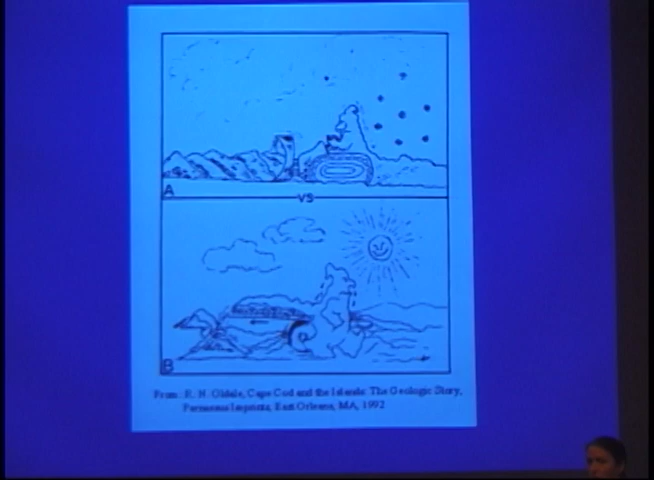 A
VS
B
From: R. N. Oldale, Cape Cod and the Islands: The Geologic Story,
Parnassus Imprints, East Orleans, MA, 1992